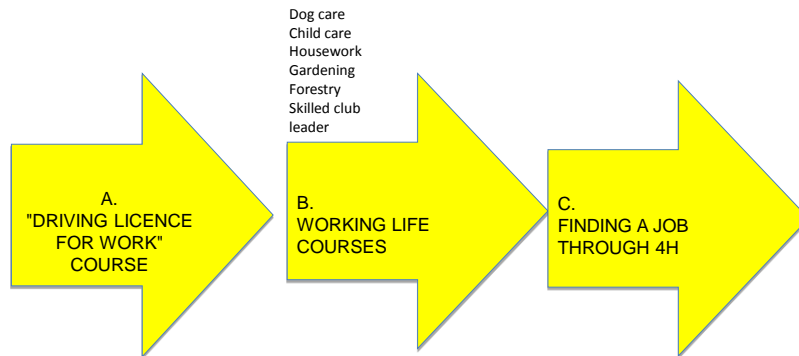 Dog care
Child care
Housework
Gardening
Forestry
Skilled club
leader
A.
"DRIVING LICENCE
FOR WORK"
COURSE
B.
WORKING LIFE
COURSES
C.
FINDING A JOB
THROUGH 4H